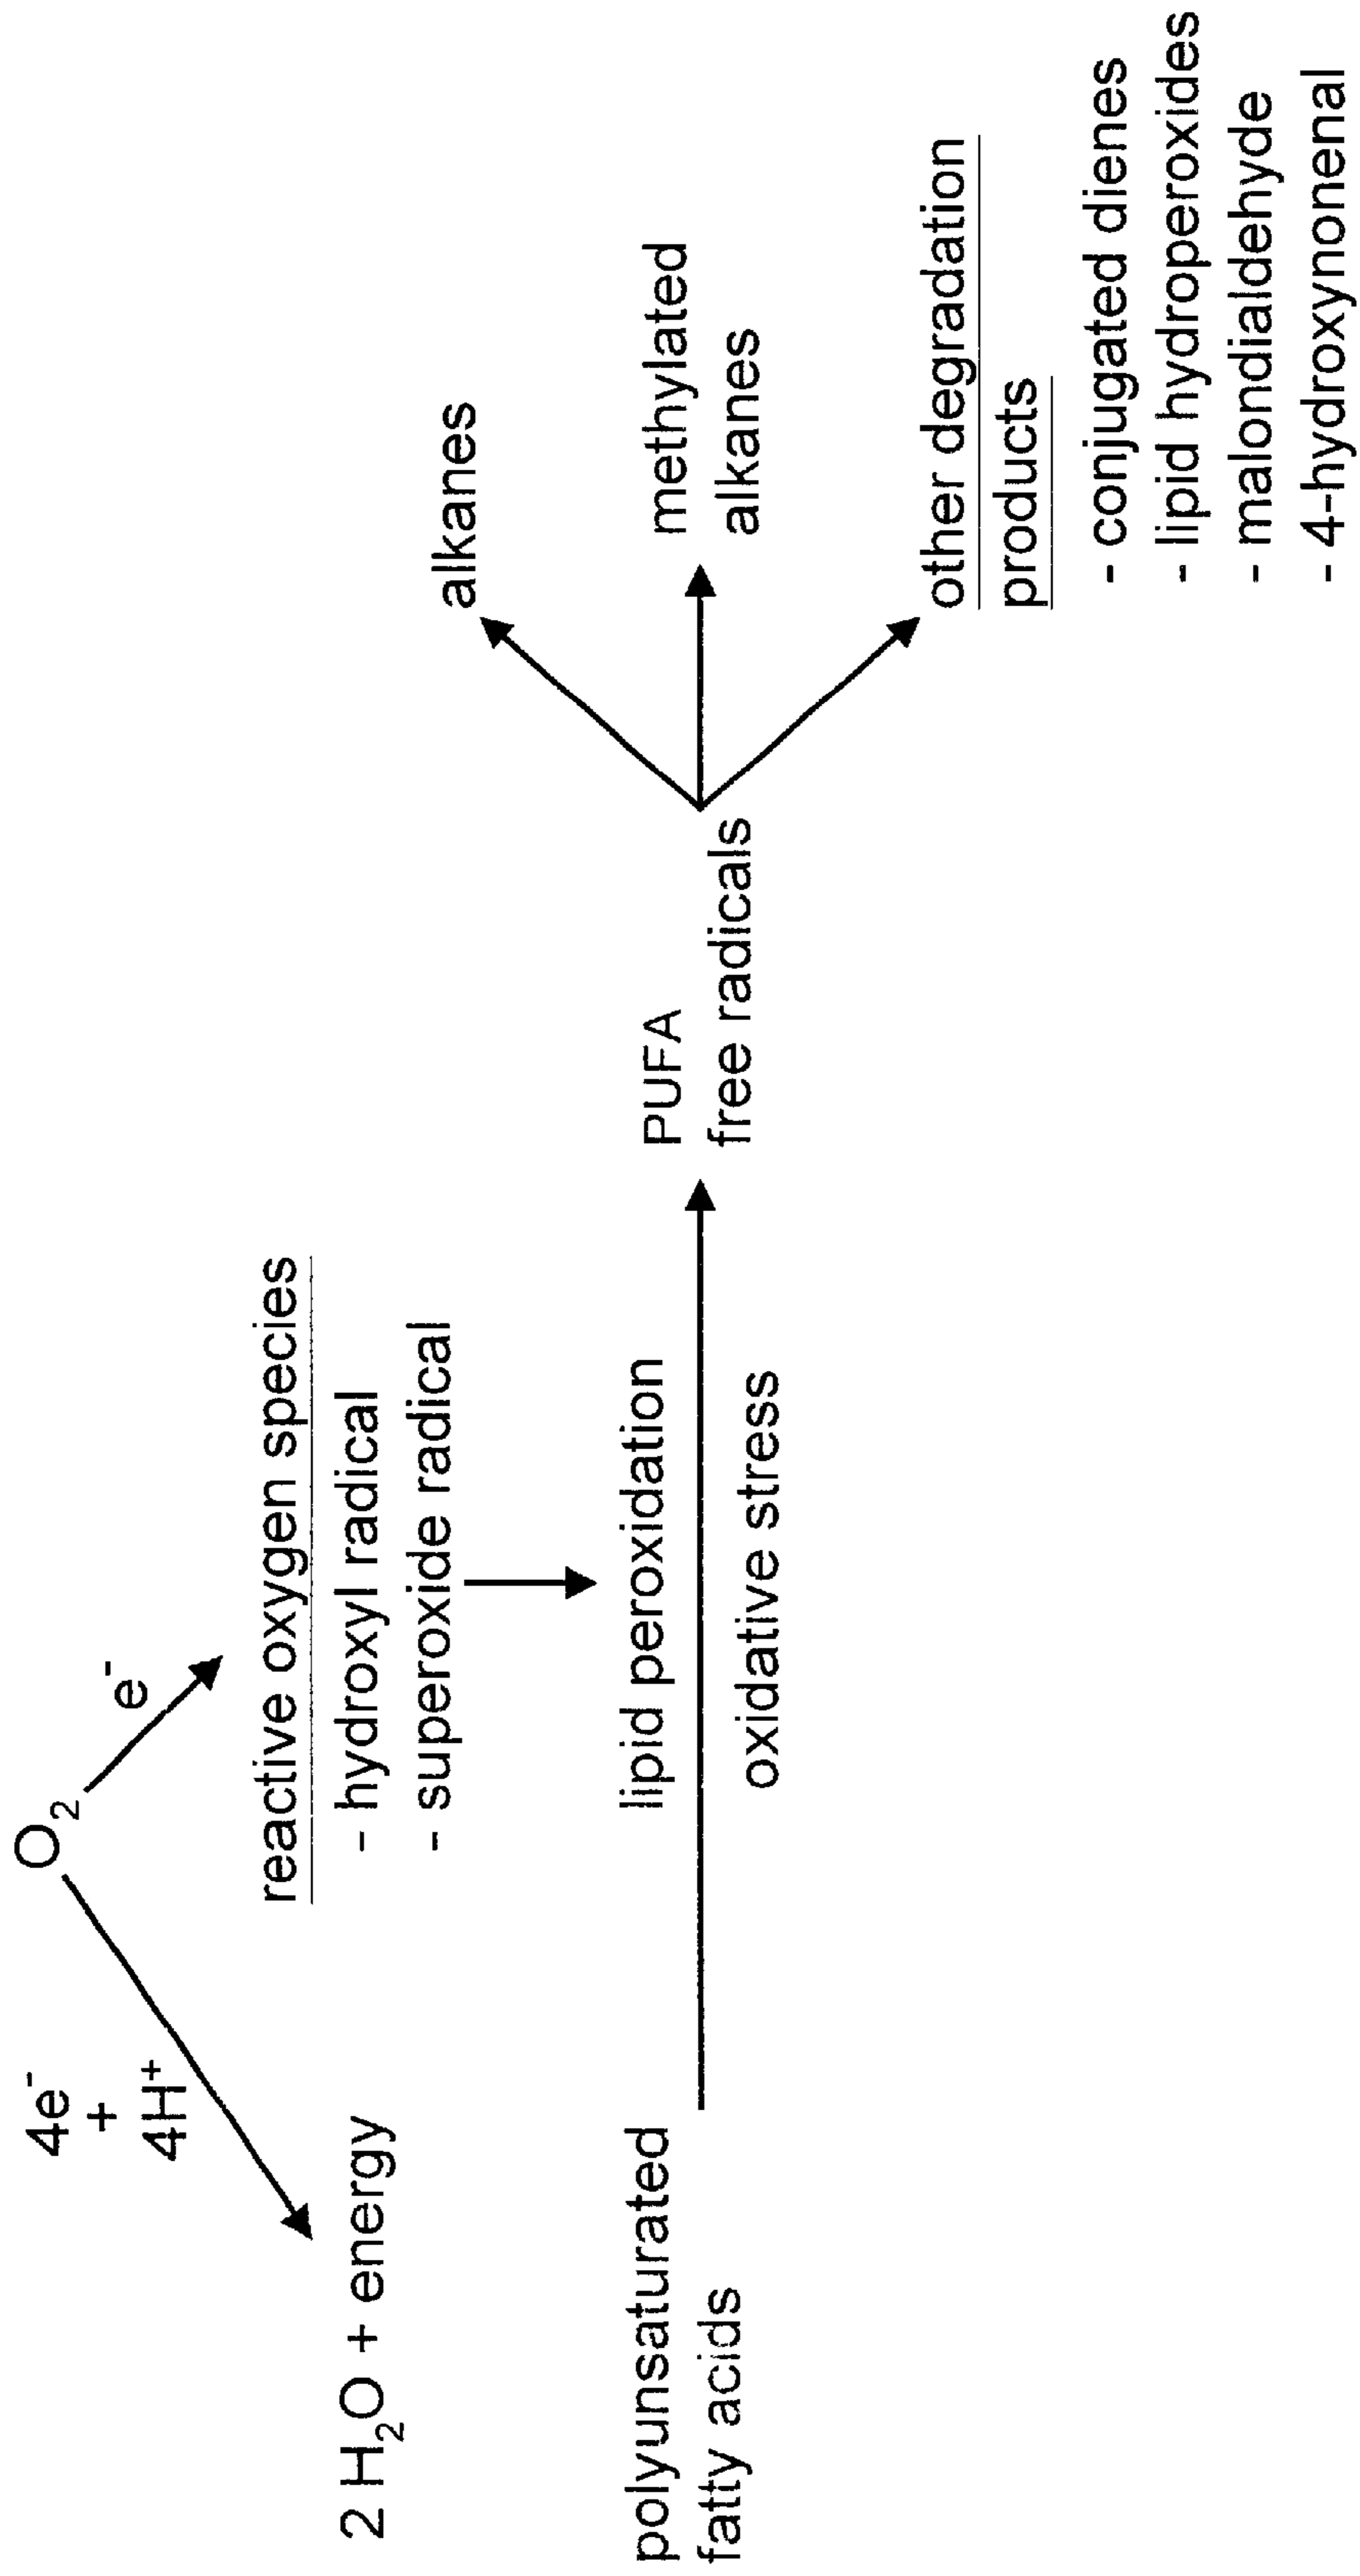 O₂
4e⁻
+
4H⁺
e⁻
2 H₂O + energy
reactive oxygen species
- hydroxyl radical
- superoxide radical
polyunsaturated
fatty acids
lipid peroxidation
oxidative stress
PUFA
free radicals
alkanes
methylated
alkanes
other degradation
products
- conjugated dienes
- lipid hydroperoxides
- malondialdehyde
- 4-hydroxynonenal